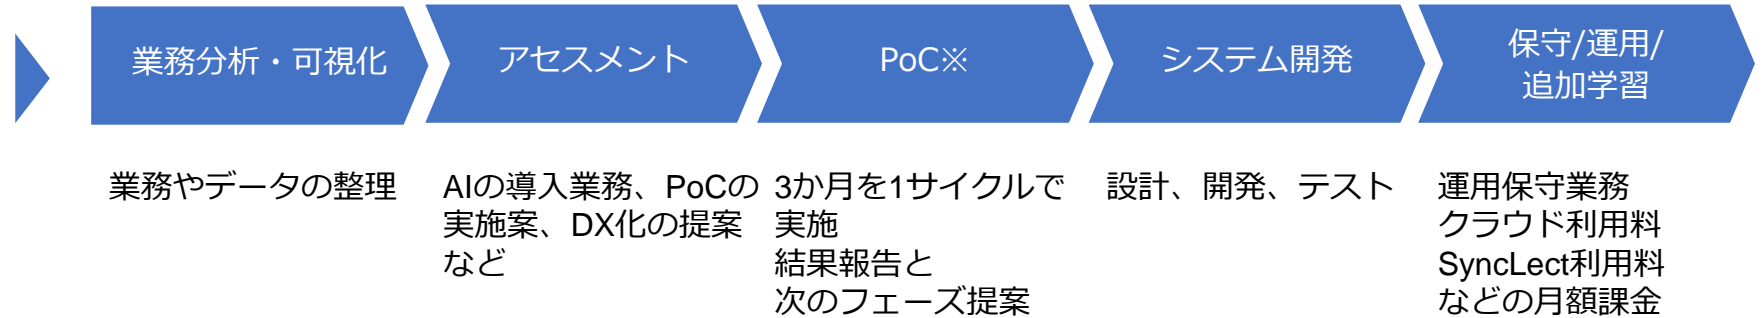 業務分析・可視化
アセスメント
PoC※
システム開発
保守/運用/
追加学習
業務やデータの整理
AIの導入業務、PoCの
実施案、DX化の提案
など
3か月を1サイクルで
実施
結果報告と
次のフェーズ提案
設計、開発、テスト
運用保守業務
クラウド利用料
SyncLect利用料
などの月額課金